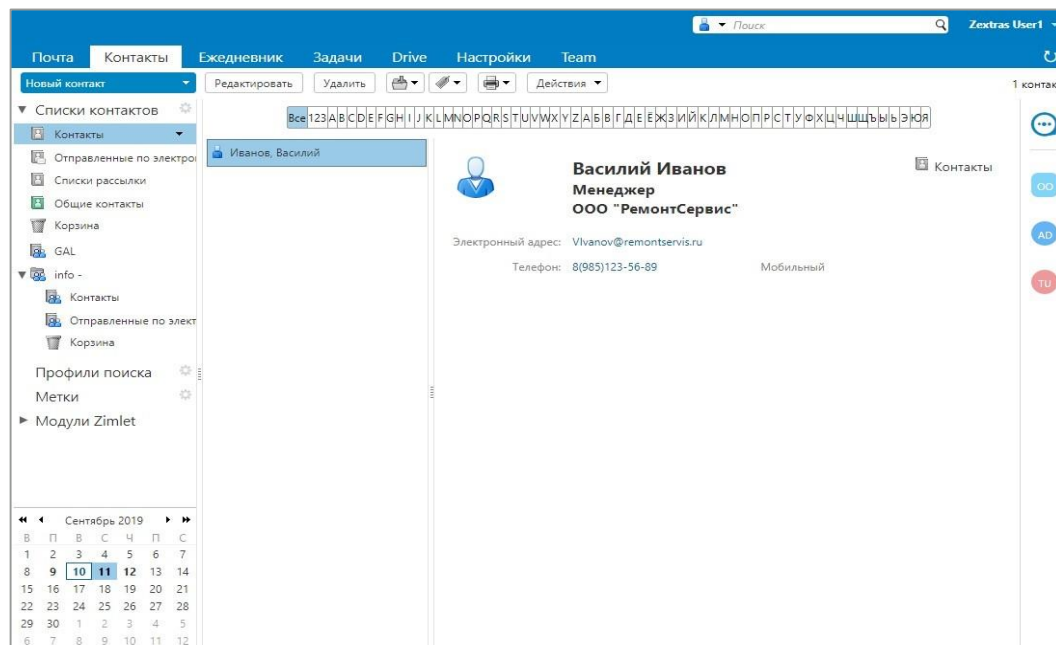 Поиск
Zextras User1
Почта Контакты Ежедневник Задачи Drive Настройки Team
Новый контакт Редактировать Удалить Действия 1 контак
Списки контактов
Контакты
Отправленные по электро
Списки рассылки
Общие контакты
Корзина
GAL
info -
Контакты
Отправленные по элект
Корзина
Профили поиска
Метки
Модули Zimlet
Все 123 A B C D E F G H I J K L M N O P Q R S T U V W X Y Z А Б В Г Д Е Ё Ж З И Й К Л М Н О П Р С Т У Ф Х Ц Ч Ш Щ Ъ Ы Ь Э Ю Я
Иванов, Василий
Василий Иванов
Менеджер
ООО "РемонтСервис"
Контакты
Электронный адрес: VIvanov@remontservis.ru
Телефон: 8(985)123-56-89 Мобильный
OO
AD
TU
Сентябрь 2019
В П В С Ч П С
1 2 3 4 5 6 7
8 9 10 11 12 13 14
15 16 17 18 19 20 21
22 23 24 25 26 27 28
29 30 1 2 3 4 5
6 7 8 9 10 11 12